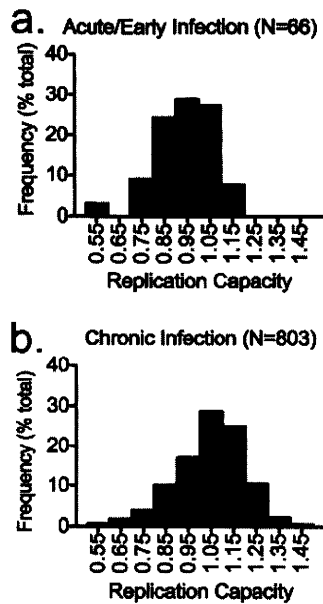 a. Acute/Early Infection (N=66)
Frequency (% total)
40
30
20
10
0
0.55 0.65 0.75 0.85 0.95 1.05 1.15 1.25 1.35 1.45
Replication Capacity
b. Chronic Infection (N=803)
Frequency (% total)
40
30
20
10
0
0.55 0.65 0.75 0.85 0.95 1.05 1.15 1.25 1.35 1.45
Replication Capacity